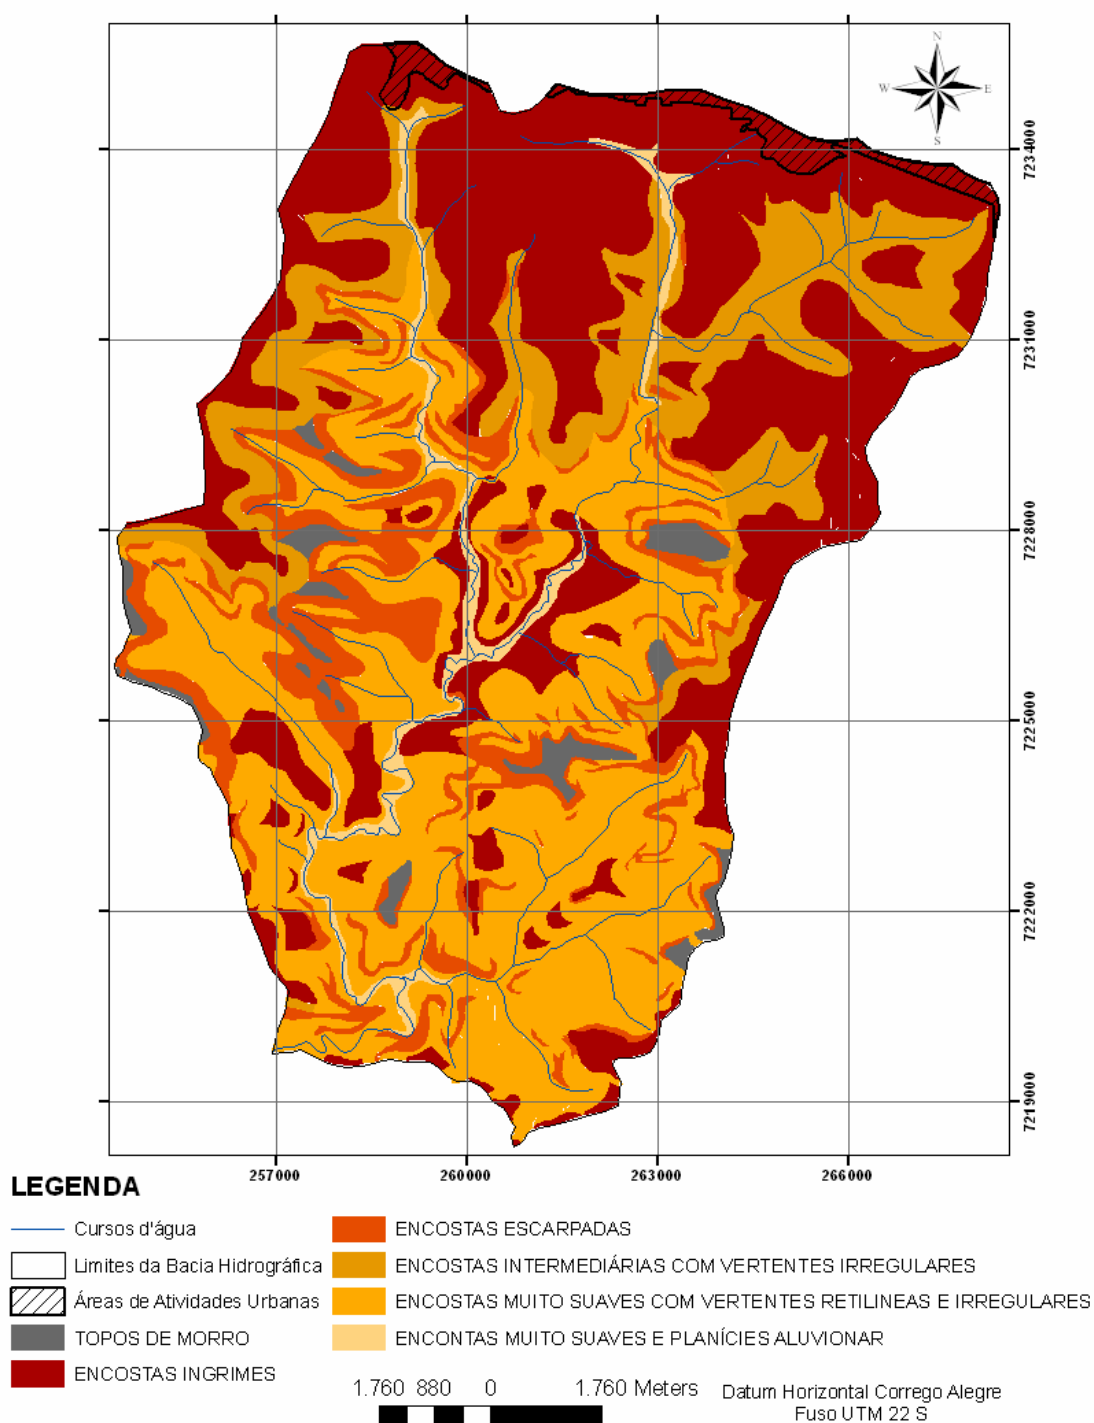 N
W E
S
7234000
7231000
7228000
7225000
7222000
7219000
257000 260000 263000 266000
LEGENDA
Cursos d'água
Limites da Bacia Hidrográfica
Áreas de Atividades Urbanas
TOPOS DE MORRO
ENCOSTAS INGRIMES
ENCOSTAS ESCARPADAS
ENCOSTAS INTERMEDIÁRIAS COM VERTENTES IRREGULARES
ENCOSTAS MUITO SUAVES COM VERTENTES RETILINEAS E IRREGULARES
ENCONTAS MUITO SUAVES E PLANÍCIES ALUVIONAR
1.760 880 0 1.760 Meters
Datum Horizontal Corrego Alegre
Fuso UTM 22 S